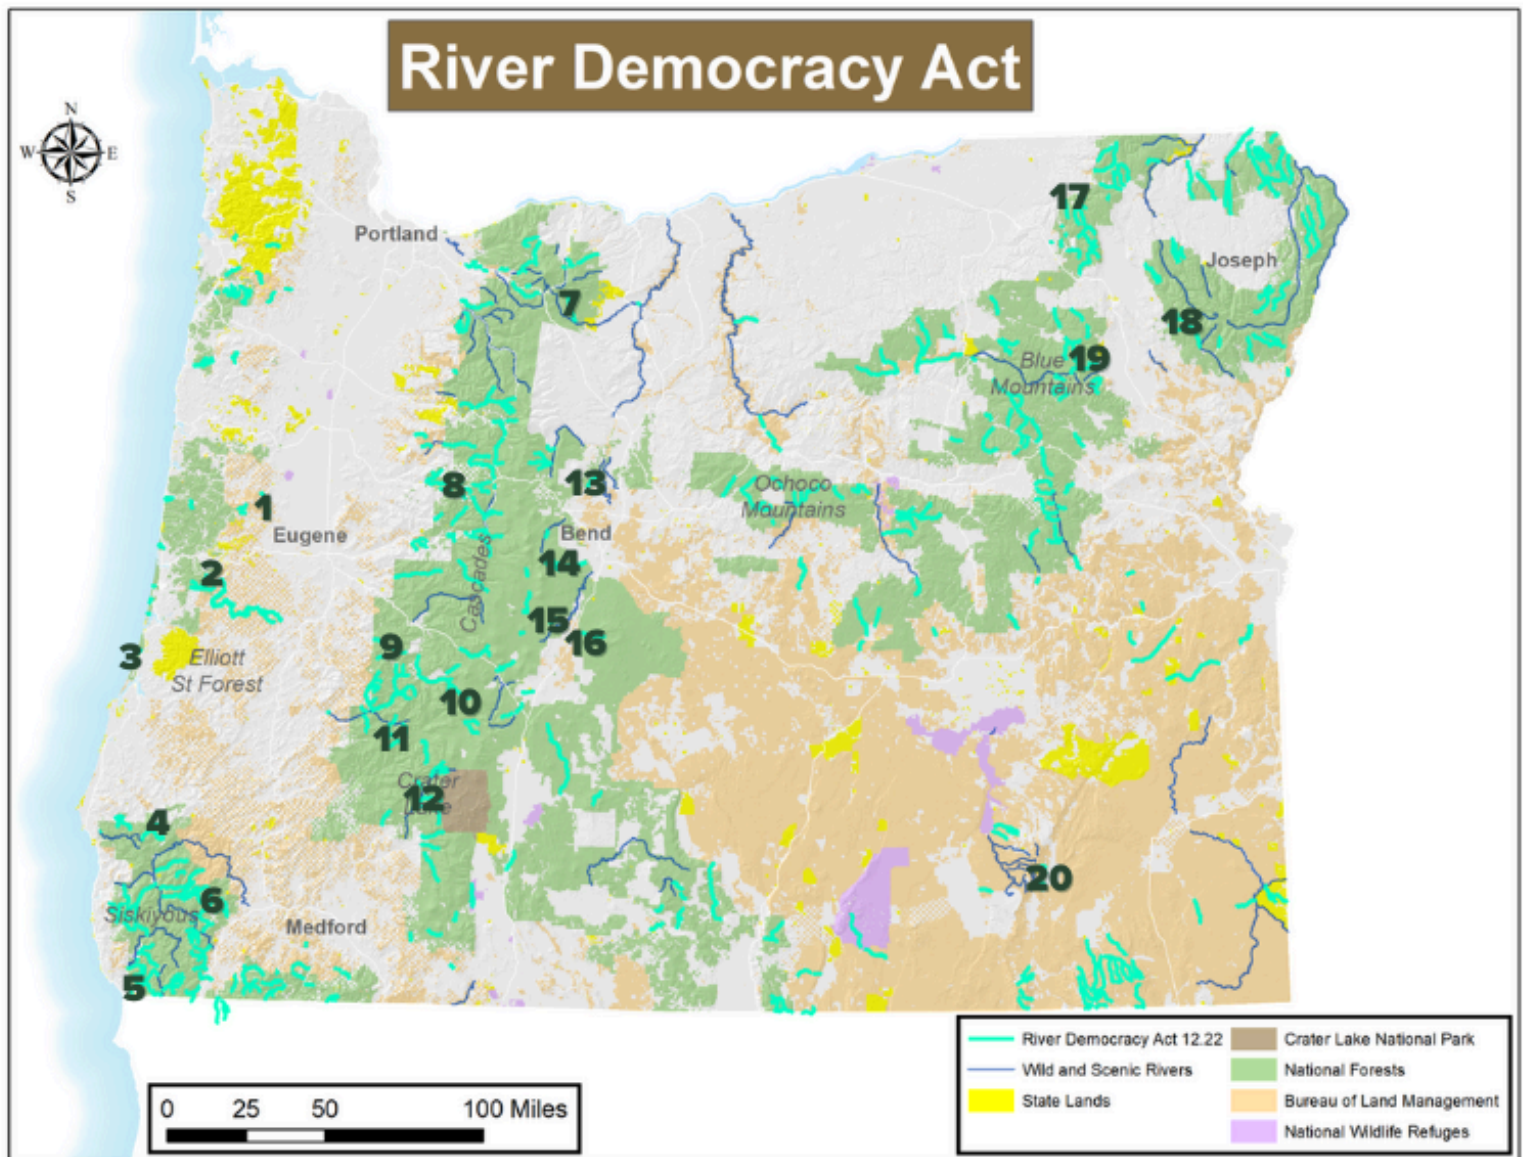 River Democracy Act
N
W E
S
Portland
17
Joseph
7
18
Blue
Mountains
19
8
13
Ochoco
Mountains
1
Eugene
Bend
Cascades
2
14
15
16
3
Elliott
St Forest
9
10
11
Crater
12
4
6
Siskiyous
Medford
5
20
0 25 50 100 Miles
River Democracy Act 12.22
Wild and Scenic Rivers
State Lands
Crater Lake National Park
National Forests
Bureau of Land Management
National Wildlife Refuges